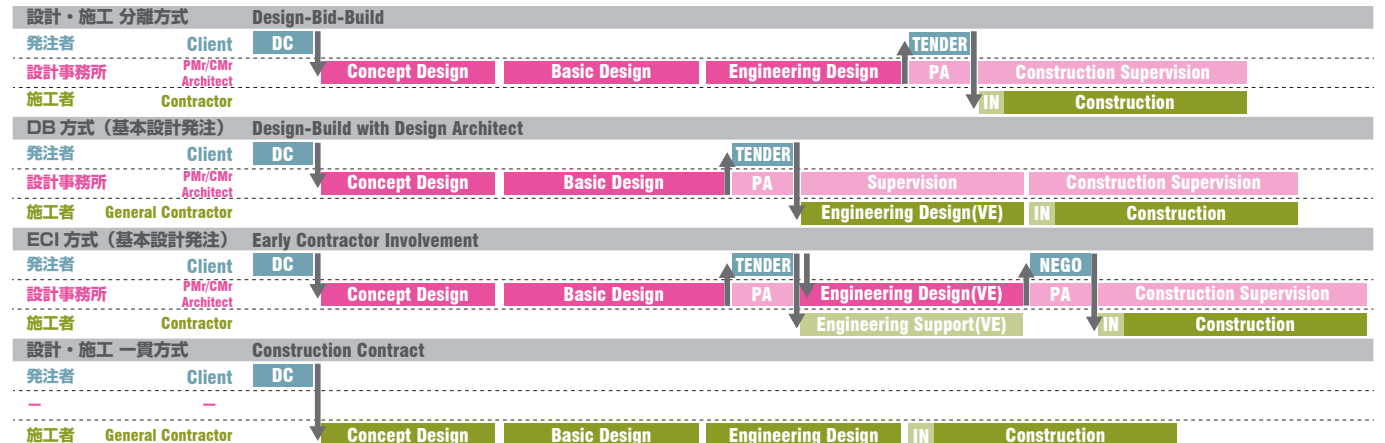 設計・施工 分離方式 Design-Bid-Build
発注者 Client DC TENDER
設計事務所 PMr/CMr Architect Concept Design Basic Design Engineering Design PA Construction Supervision
施工者 Contractor IN Construction
DB 方式（基本設計発注） Design-Build with Design Architect
発注者 Client DC TENDER
設計事務所 PMr/CMr Architect Concept Design Basic Design PA Supervision Construction Supervision
施工者 General Contractor Engineering Design(VE) IN Construction
ECI 方式（基本設計発注） Early Contractor Involvement
発注者 Client DC TENDER NEGO
設計事務所 PMr/CMr Architect Concept Design Basic Design PA Engineering Design(VE) PA Construction Supervision
施工者 Contractor Engineering Support(VE) IN Construction
設計・施工 一貫方式 Construction Contract
発注者 Client DC
ー ー
施工者 General Contractor Concept Design Basic Design Engineering Design IN Construction